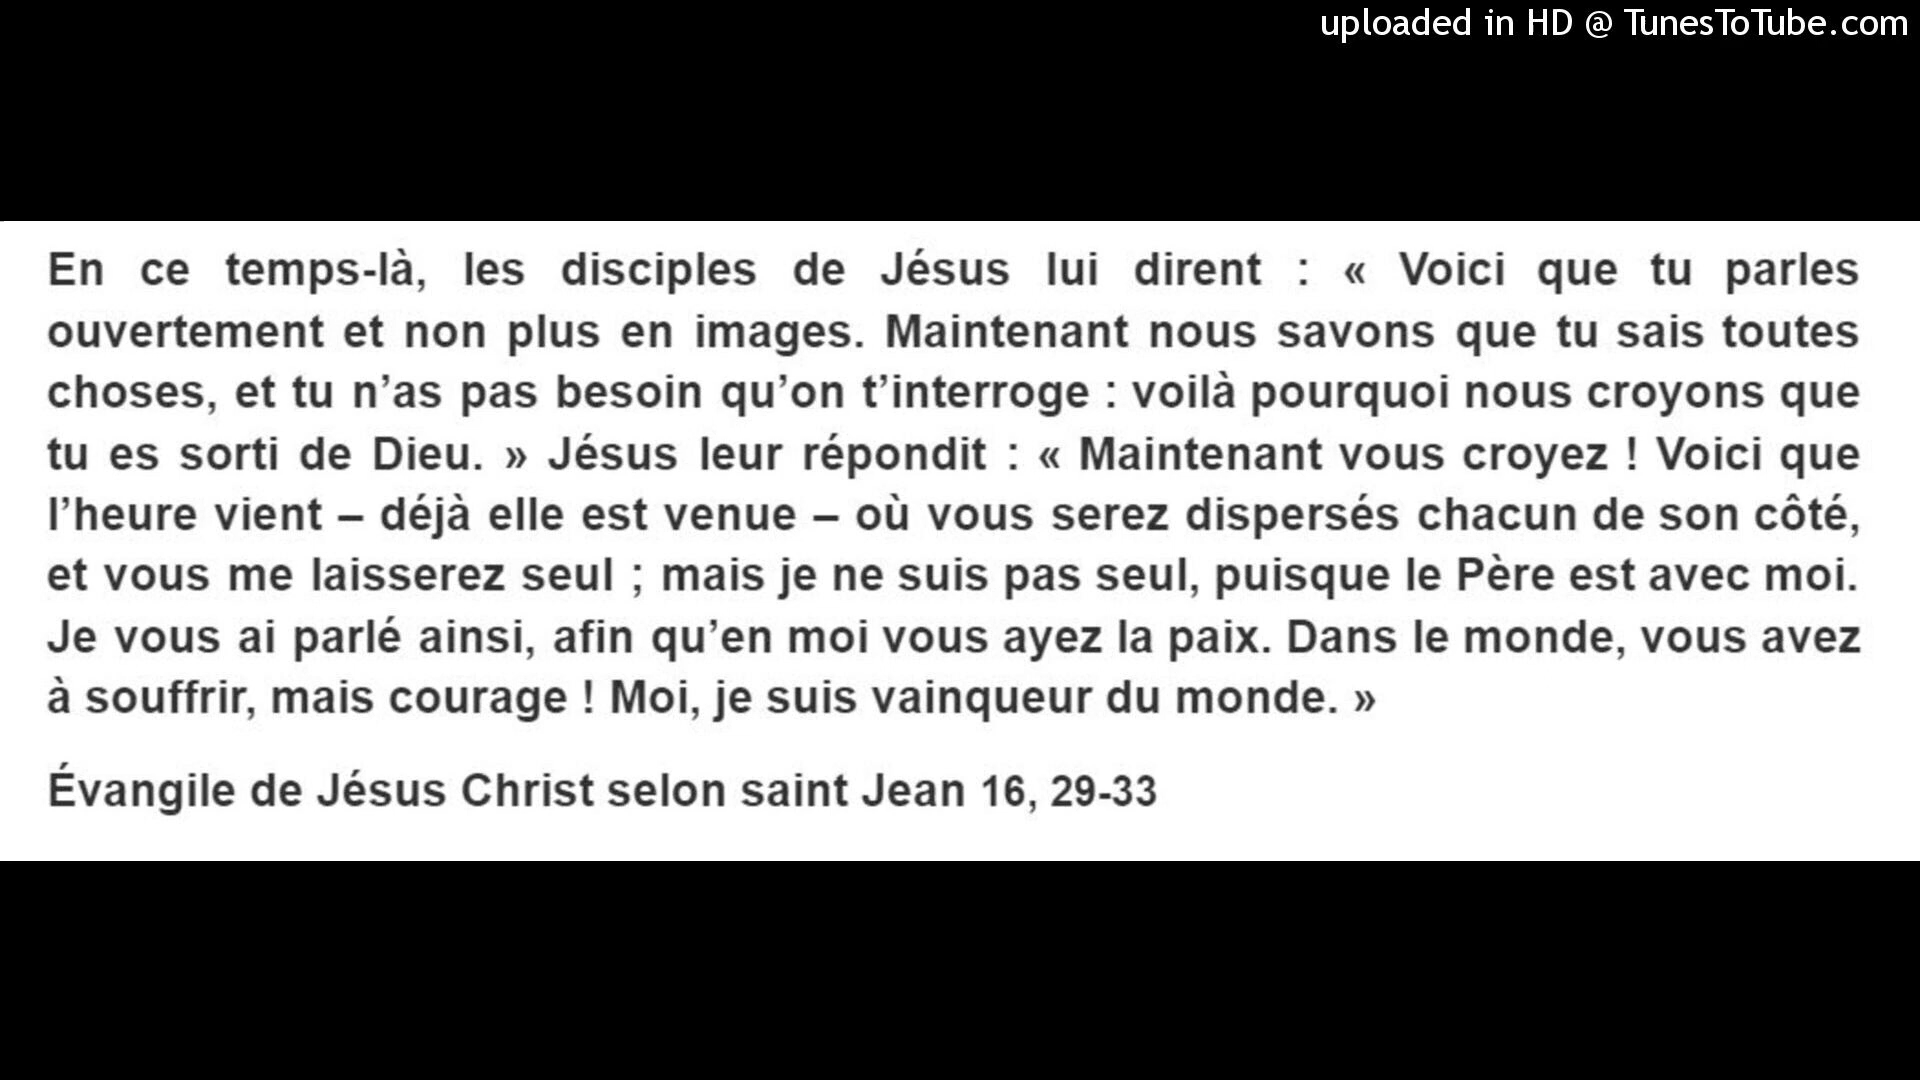 uploaded in HD @ TunesToTube.com
En ce temps-là, les disciples de Jésus lui dirent : « Voici que tu parles
ouvertement et non plus en images. Maintenant nous savons que tu sais toutes
choses, et tu n’as pas besoin qu’on t’interroge : voilà pourquoi nous croyons que
tu es sorti de Dieu. » Jésus leur répondit : « Maintenant vous croyez ! Voici que
l’heure vient – déjà elle est venue – où vous serez dispersés chacun de son côté,
et vous me laisserez seul ; mais je ne suis pas seul, puisque le Père est avec moi.
Je vous ai parlé ainsi, afin qu’en moi vous ayez la paix. Dans le monde, vous avez
à souffrir, mais courage ! Moi, je suis vainqueur du monde. »
Évangile de Jésus Christ selon saint Jean 16, 29-33